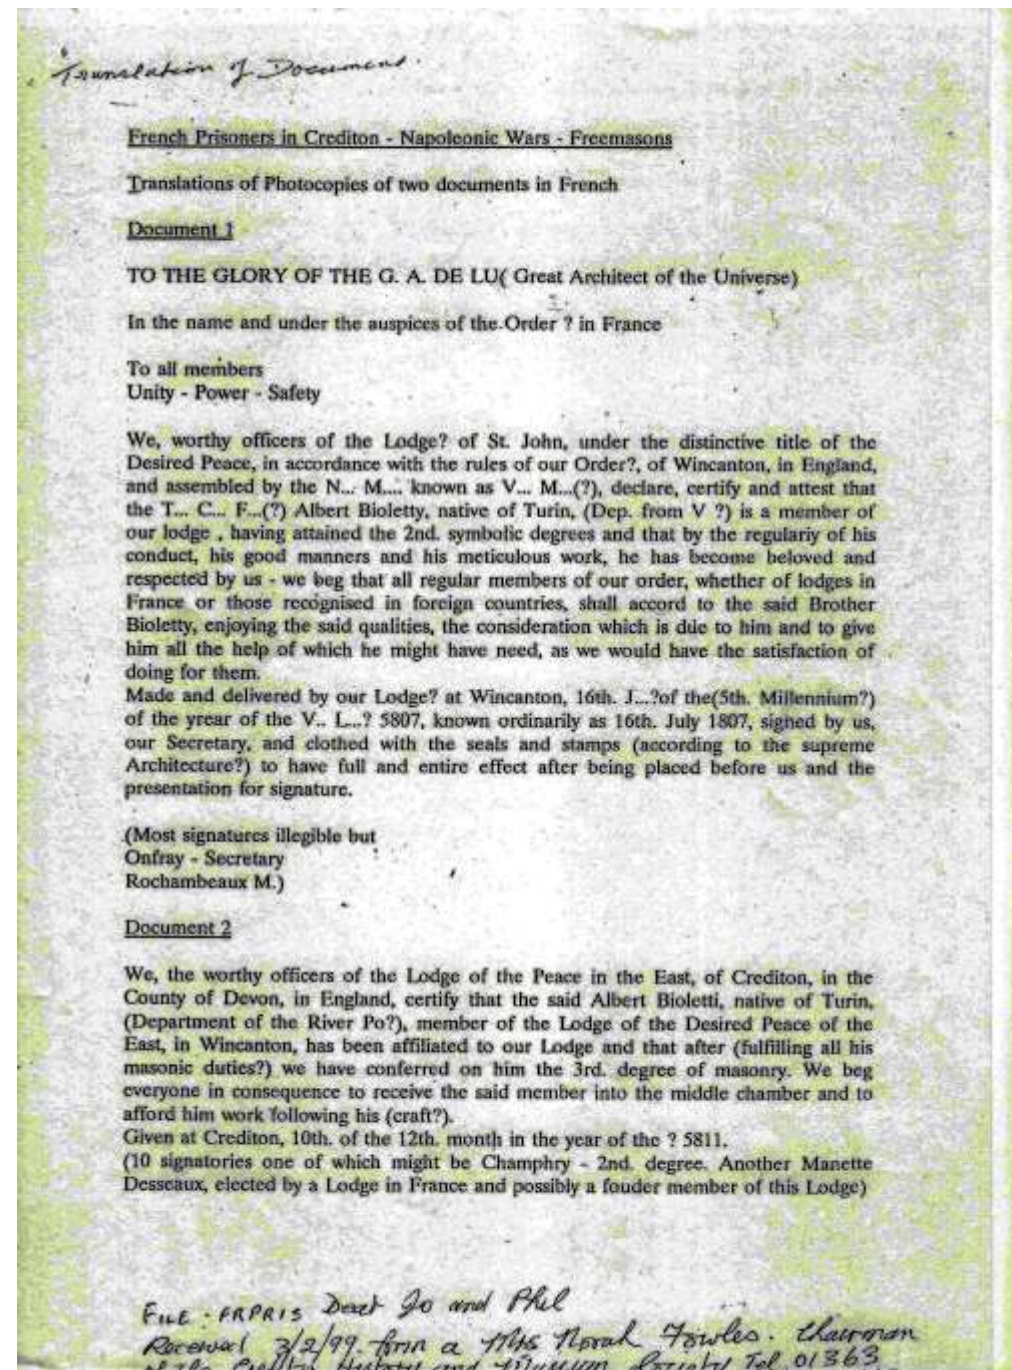 Translation of Document.
French Prisoners in Crediton - Napoleonic Wars - Freemasons
Translations of Photocopies of two documents in French
Document 1
TO THE GLORY OF THE G. A. DE LU( Great Architect of the Universe)
In the name and under the auspices of the Order ? in France
To all members
Unity - Power - Safety
We, worthy officers of the Lodge? of St. John, under the distinctive title of the
Desired Peace, in accordance with the rules of our Order?, of Wincanton, in England,
and assembled by the N... M.... known as V... M...(?), declare, certify and attest that
the T... C... F...(?) Albert Bioletty, native of Turin, (Dep. from V ?) is a member of
our lodge , having attained the 2nd. symbolic degrees and that by the regulariy of his
conduct, his good manners and his meticulous work, he has become beloved and
respected by us - we beg that all regular members of our order, whether of lodges in
France or those recognised in foreign countries, shall accord to the said Brother
Bioletty, enjoying the said qualities, the consideration which is due to him and to give
him all the help of which he might have need, as we would have the satisfaction of
doing for them.
Made and delivered by our Lodge? at Wincanton, 16th. J...?of the(5th. Millennium?)
of the yrear of the V.. L...? 5807, known ordinarily as 16th. July 1807, signed by us,
our Secretary, and clothed with the seals and stamps (according to the supreme
Architecture?) to have full and entire effect after being placed before us and the
presentation for signature.
(Most signatures illegible but
Onfray - Secretary
Rochambeaux M.)
Document 2
We, the worthy officers of the Lodge of the Peace in the East, of Crediton, in the
County of Devon, in England, certify that the said Albert Bioletti, native of Turin,
(Department of the River Po?), member of the Lodge of the Desired Peace of the
East, in Wincanton, has been affiliated to our Lodge and that after (fulfilling all his
masonic duties?) we have conferred on him the 3rd. degree of masonry. We beg
everyone in consequence to receive the said member into the middle chamber and to
afford him work following his (craft?).
Given at Crediton, 10th. of the 12th. month in the year of the ? 5811.
(10 signatories one of which might be Champhry - 2nd. degree. Another Manette
Desseaux, elected by a Lodge in France and possibly a fouder member of this Lodge)
FILE - FRPRIS Dear Jo and Phil
Received 3/2/99 from a Mrs Norah Fowles. Chairman
History and Museum Society Tel. 01363